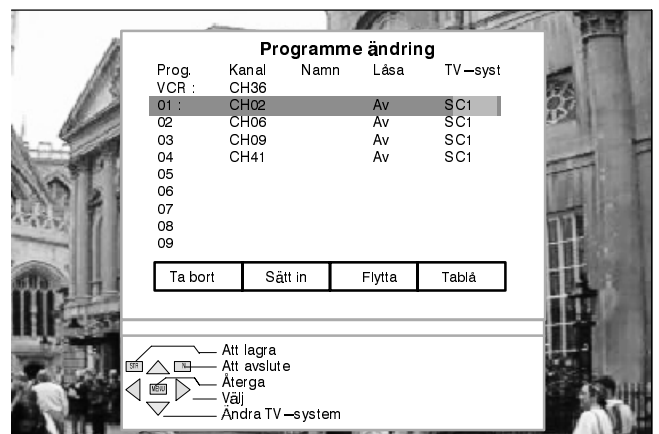 Programme ändring
Prog. Kanal Namn Låsa TV–syst
VCR : CH36
01 : CH02 Av SC1
02 CH06 Av SC1
03 CH09 Av SC1
04 CH41 Av SC1
05
06
07
08
09
Ta bort Sätt in Flytta Tablå
Att lagra
STR N Att avslute
Återga
MENU Välj
Ändra TV–system